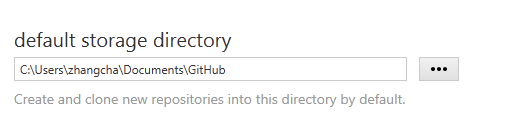 default storage directory
C:\Users\zhangcha\Documents\GitHub
Create and clone new repositories into this directory by default.